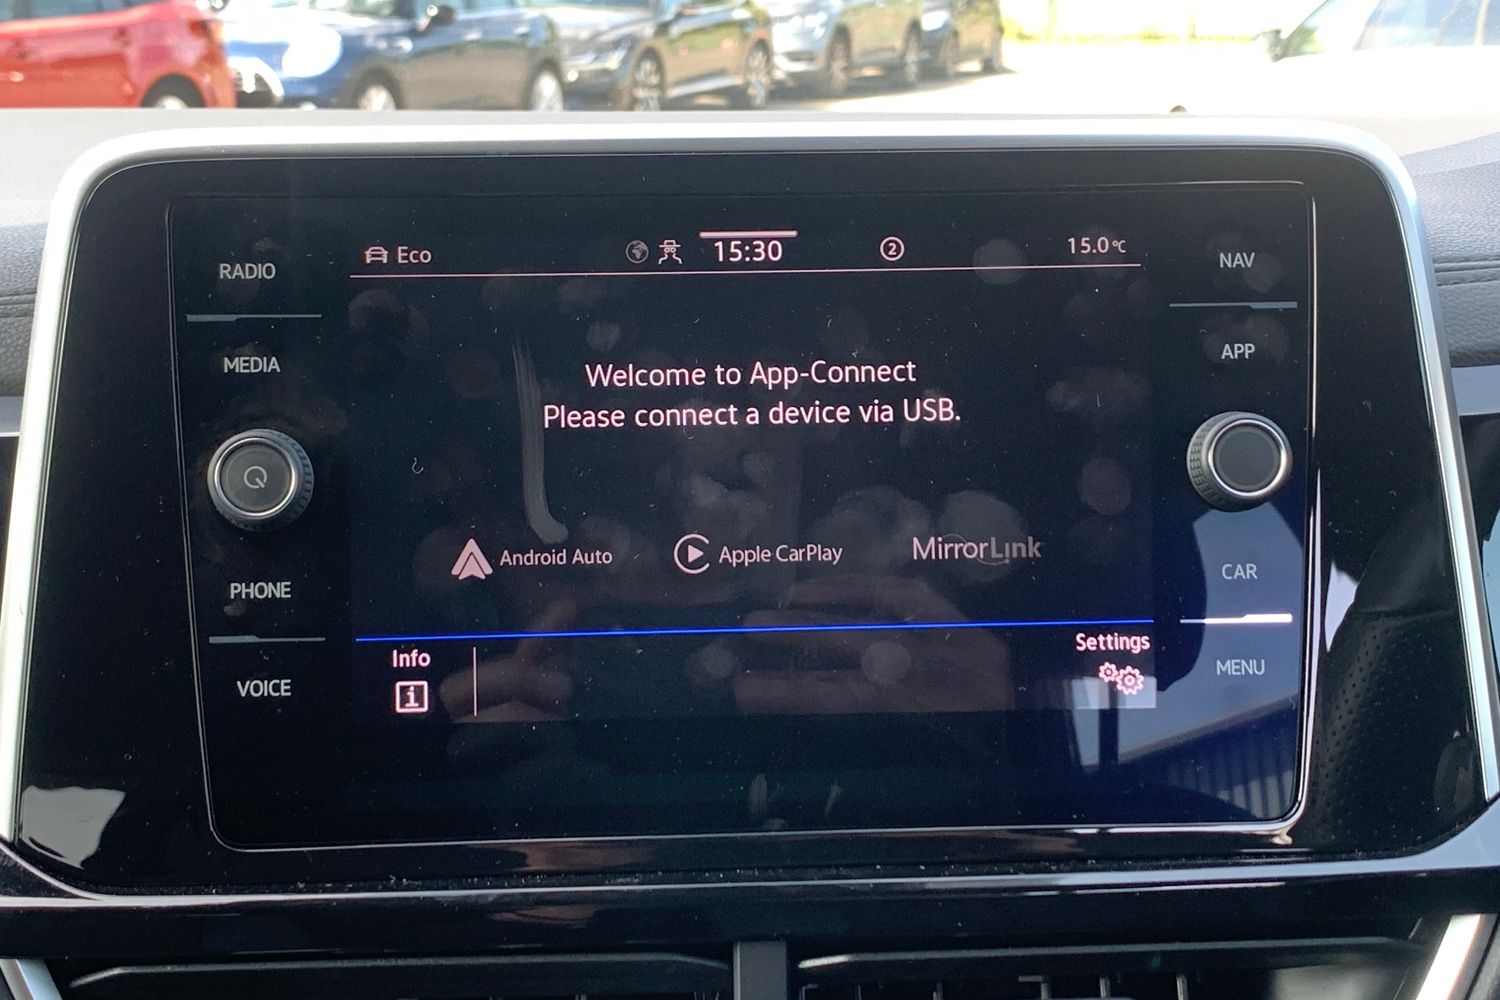 Eco 15:30 2 15.0°C
RADIO
MEDIA
PHONE
VOICE
NAV
APP
CAR
MENU
Welcome to App-Connect
Please connect a device via USB.
Android Auto Apple CarPlay MirrorLink
Info
i
Settings